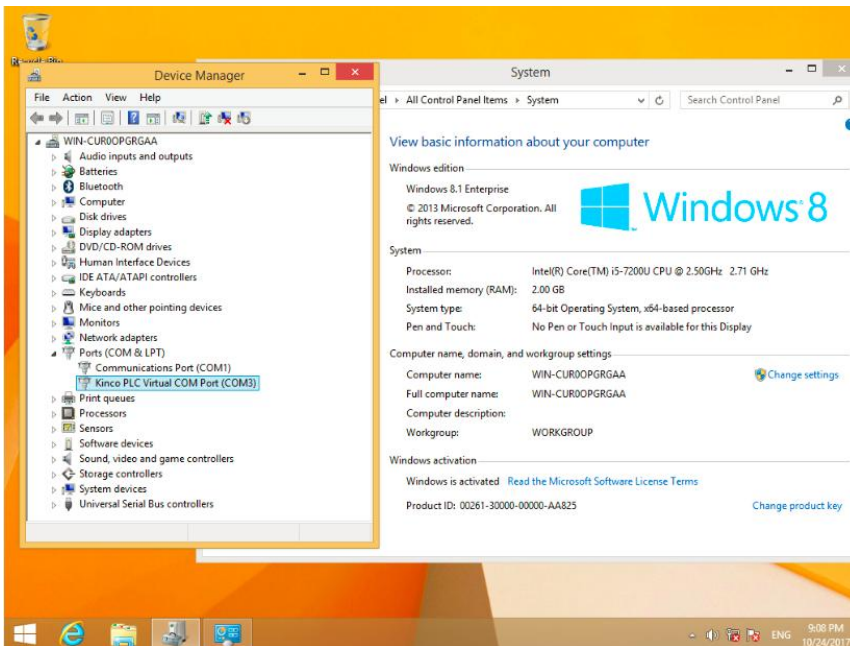 Device Manager
File Action View Help
WIN-CUR0OPGRGAA
Audio inputs and outputs
Batteries
Bluetooth
Computer
Disk drives
Display adapters
DVD/CD-ROM drives
Human Interface Devices
IDE ATA/ATAPI controllers
Keyboards
Mice and other pointing devices
Monitors
Network adapters
Ports (COM & LPT)
Communications Port (COM1)
Kinco PLC Virtual COM Port (COM3)
Print queues
Processors
Sensors
Software devices
Sound, video and game controllers
Storage controllers
System devices
Universal Serial Bus controllers
System
el ▸ All Control Panel Items ▸ System
Search Control Panel
View basic information about your computer
Windows edition
Windows 8.1 Enterprise
© 2013 Microsoft Corporation. All
rights reserved.
Windows 8
System
Processor: Intel(R) Core(TM) i5-7200U CPU @ 2.50GHz 2.71 GHz
Installed memory (RAM): 2.00 GB
System type: 64-bit Operating System, x64-based processor
Pen and Touch: No Pen or Touch Input is available for this Display
Computer name, domain, and workgroup settings
Computer name: WIN-CUR0OPGRGAA
Change settings
Full computer name: WIN-CUR0OPGRGAA
Computer description:
Workgroup: WORKGROUP
Windows activation
Windows is activated Read the Microsoft Software License Terms
Product ID: 00261-30000-00000-AA825
Change product key
ENG
9:08 PM
10/24/2017